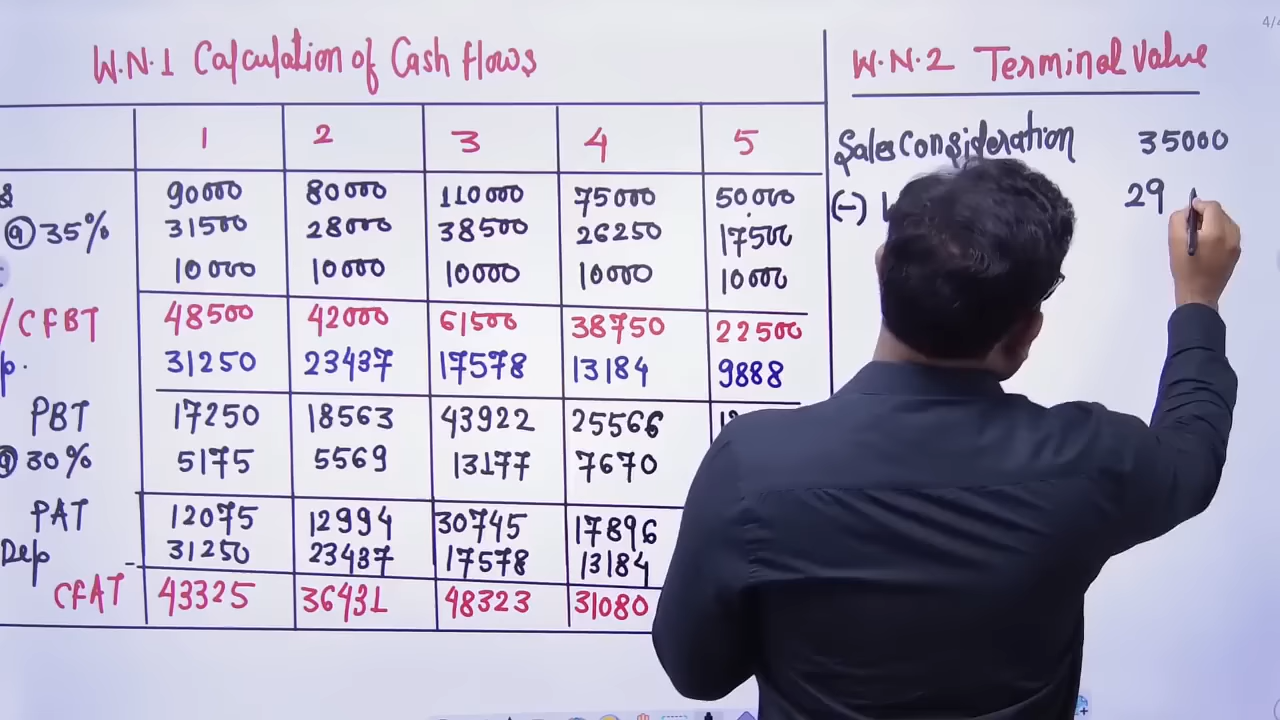 W.N.1 Calculation of Cash flows
1 2 3 4 5
& 90000 80000 110000 75000 50000
@ 35% 31500 28000 38500 26250 17500
10000 10000 10000 10000 10000
/CFBT 48500 42000 61500 38750 22500
p. 31250 23437 17578 13184 9888
PBT 17250 18563 43922 25566
@ 30% 5175 5569 13177 7670
PAT 12075 12994 30745 17896
Dep 31250 23437 17578 13184
CFAT 43325 36431 48323 31080
W.N.2 Terminal Value
Sales Consideration 35000
(-) 29